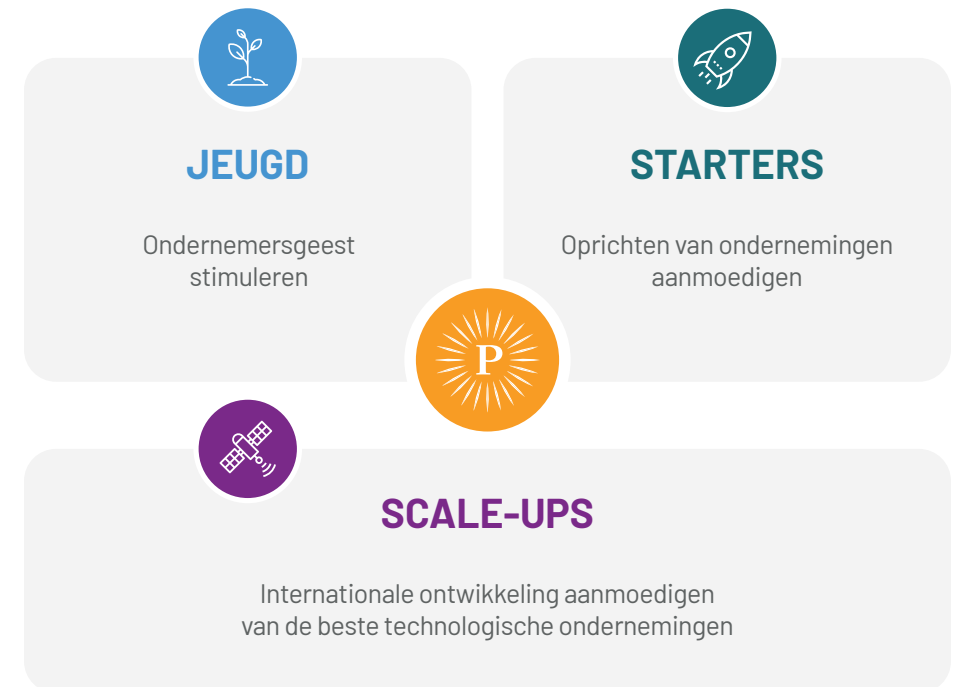 JEUGD
Ondernemersgeest
stimuleren
STARTERS
Oprichten van ondernemingen
aanmoedigen
P
SCALE-UPS
Internationale ontwikkeling aanmoedigen
van de beste technologische ondernemingen